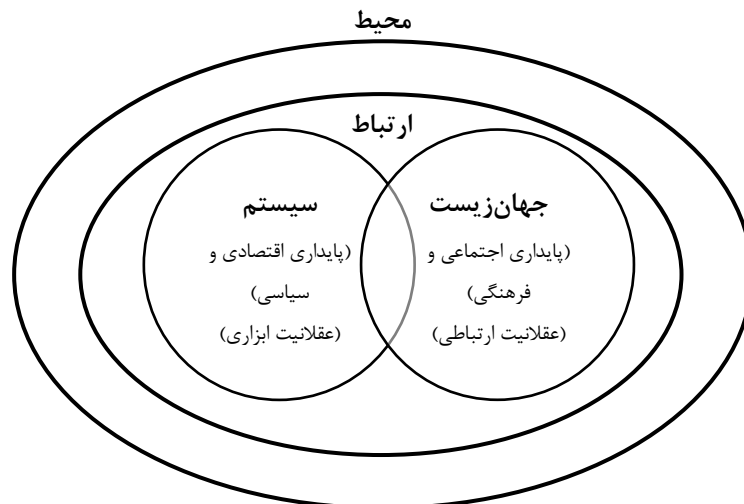 محیط
ارتباط
جهان‌زیست
(پایداری اجتماعی و
فرهنگی)
(عقلانیت ارتباطی)
سیستم
(پایداری اقتصادی و
سیاسی)
(عقلانیت ابزاری)